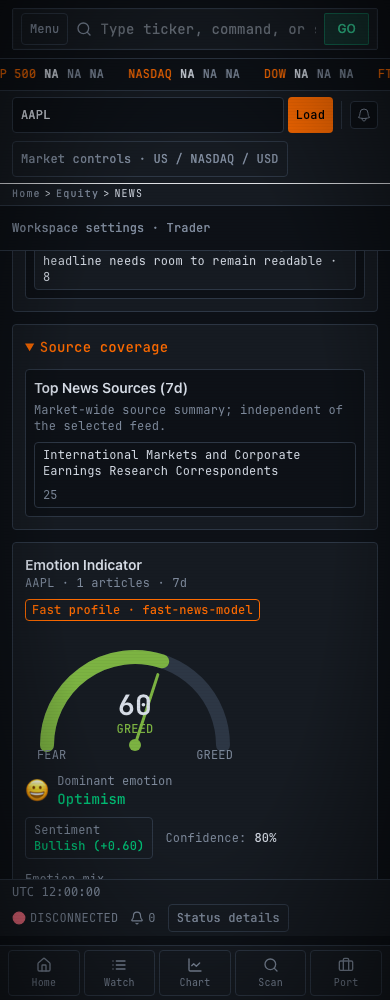 Menu Type ticker, command, or : GO
P 500 NA NA NA NASDAQ NA NA NA DOW NA NA NA FT
AAPL Load
Market controls · US / NASDAQ / USD
Home > Equity > NEWS
Workspace settings · Trader
headline needs room to remain readable ·
8
▼ Source coverage
Top News Sources (7d)
Market-wide source summary; independent of
the selected feed.
International Markets and Corporate
Earnings Research Correspondents
25
Emotion Indicator
AAPL · 1 articles · 7d
Fast profile · fast-news-model
60
GREED
FEAR GREED
Dominant emotion
Optimism
Sentiment
Bullish (+0.60)
Confidence: 80%
Emotion mix
UTC 12:00:00
DISCONNECTED 0 Status details
Home Watch Chart Scan Port